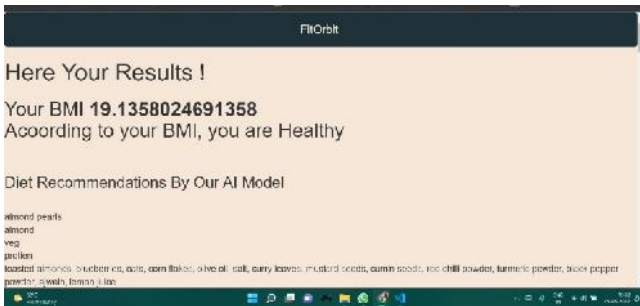 FitOrbit
Here Your Results !
Your BMI 19.1358024691358
Acoording to your BMI, you are Healthy
Diet Recommendations By Our AI Model
almond pearls
almond
veg
protien
toasted almonds, blueberries, oats, corn flakes, olive oil, salt, curry leaves, mustard seeds, cumin seeds, red chilli powder, turmeric powder, black pepper
powder, ajwain, lemon juice